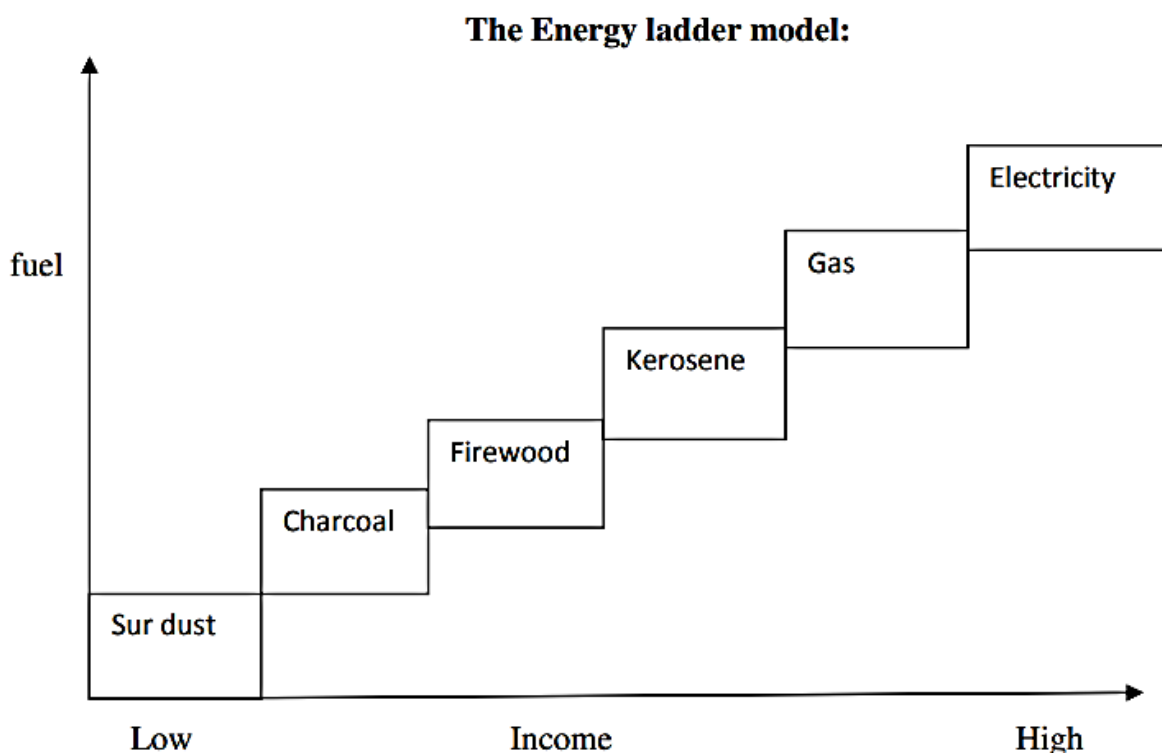 The Energy ladder model:
Electricity
fuel
Gas
Kerosene
Firewood
Charcoal
Sur dust
Low Income High